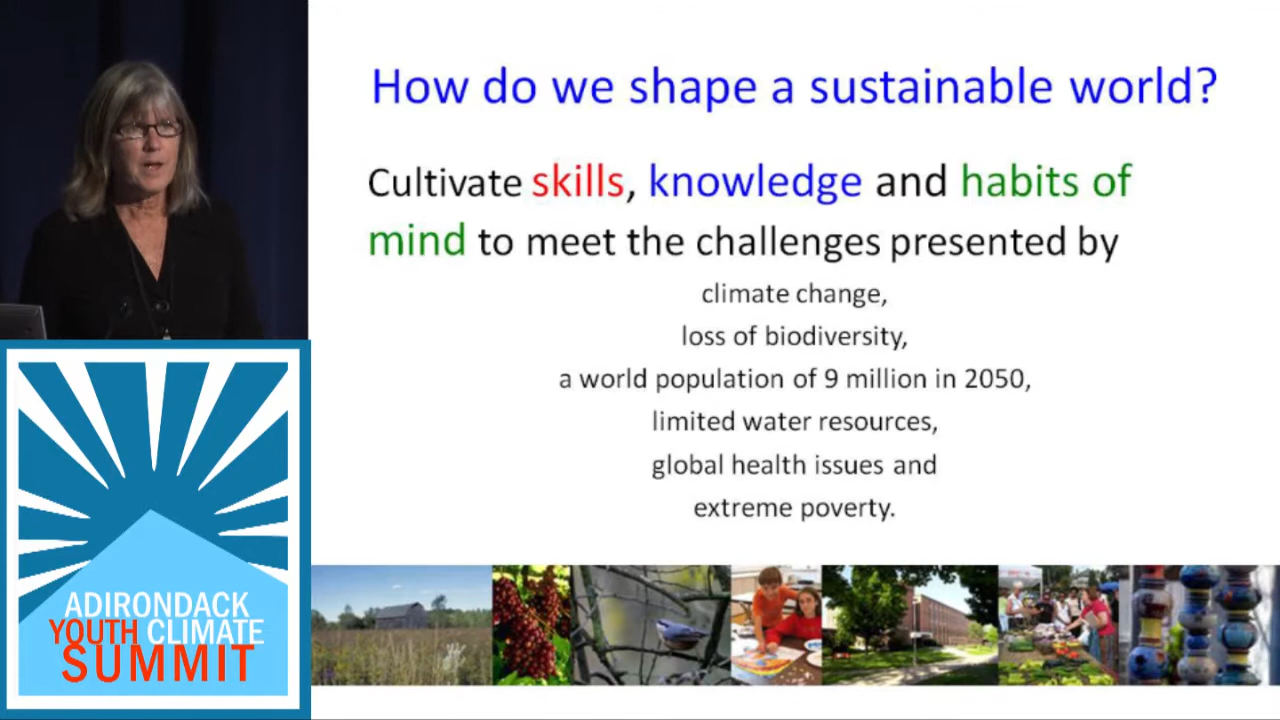 How do we shape a sustainable world?
Cultivate skills, knowledge and habits of
mind to meet the challenges presented by
climate change,
loss of biodiversity,
a world population of 9 million in 2050,
limited water resources,
global health issues and
extreme poverty.
ADIRONDACK
YOUTH CLIMATE
SUMMIT